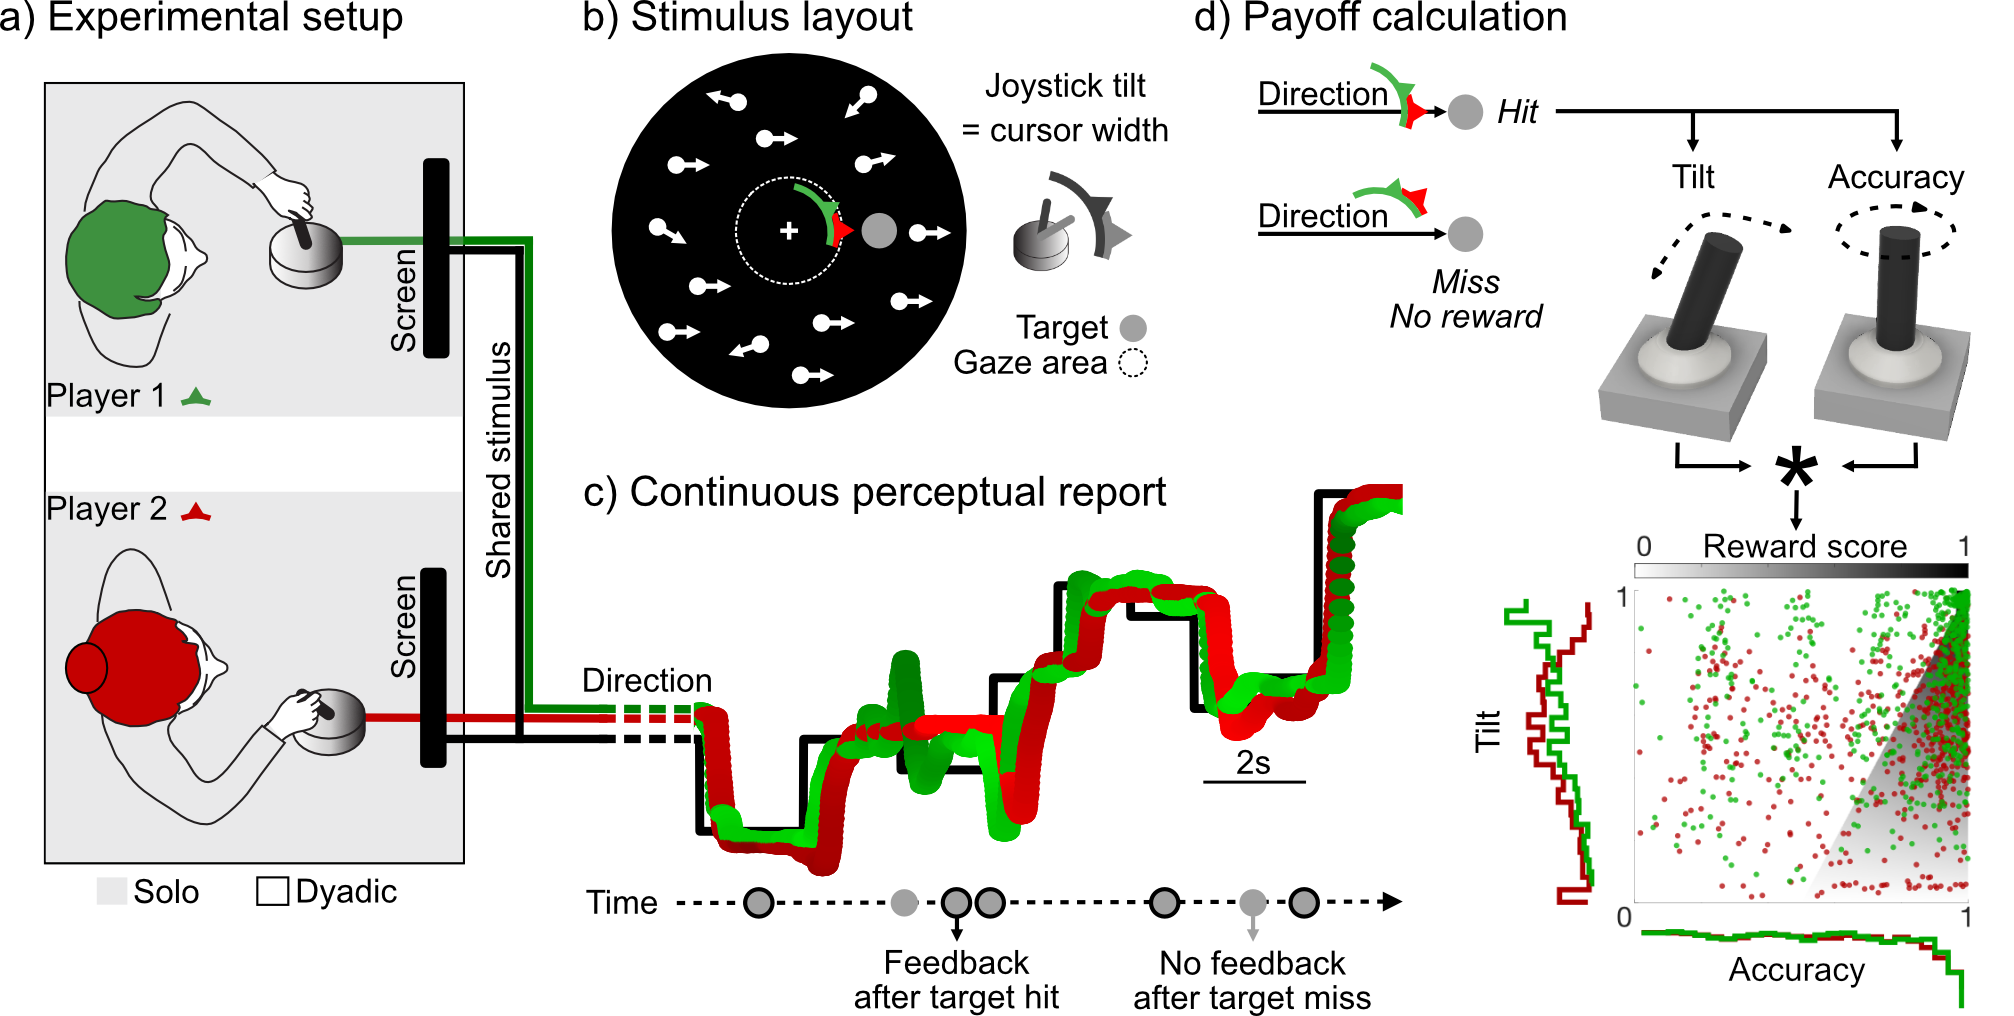 a) Experimental setup
Screen
Player 1
Player 2
Screen
Shared stimulus
Solo
Dyadic
b) Stimulus layout
Joystick tilt
= cursor width
Target
Gaze area
c) Continuous perceptual report
Direction
2s
Time
Feedback
after target hit
No feedback
after target miss
d) Payoff calculation
Direction
Hit
Direction
Miss
No reward
Tilt
Accuracy
*
0 Reward score 1
1
Tilt
0
1
Accuracy